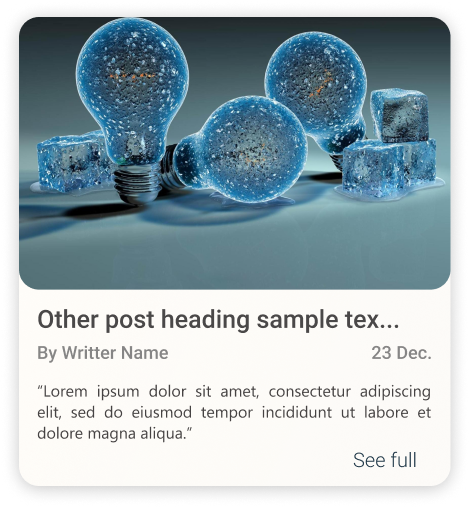 Other post heading sample tex...
By Writter Name 23 Dec.
“Lorem ipsum dolor sit amet, consectetur adipiscing
elit, sed do eiusmod tempor incididunt ut labore et
dolore magna aliqua.”
See full